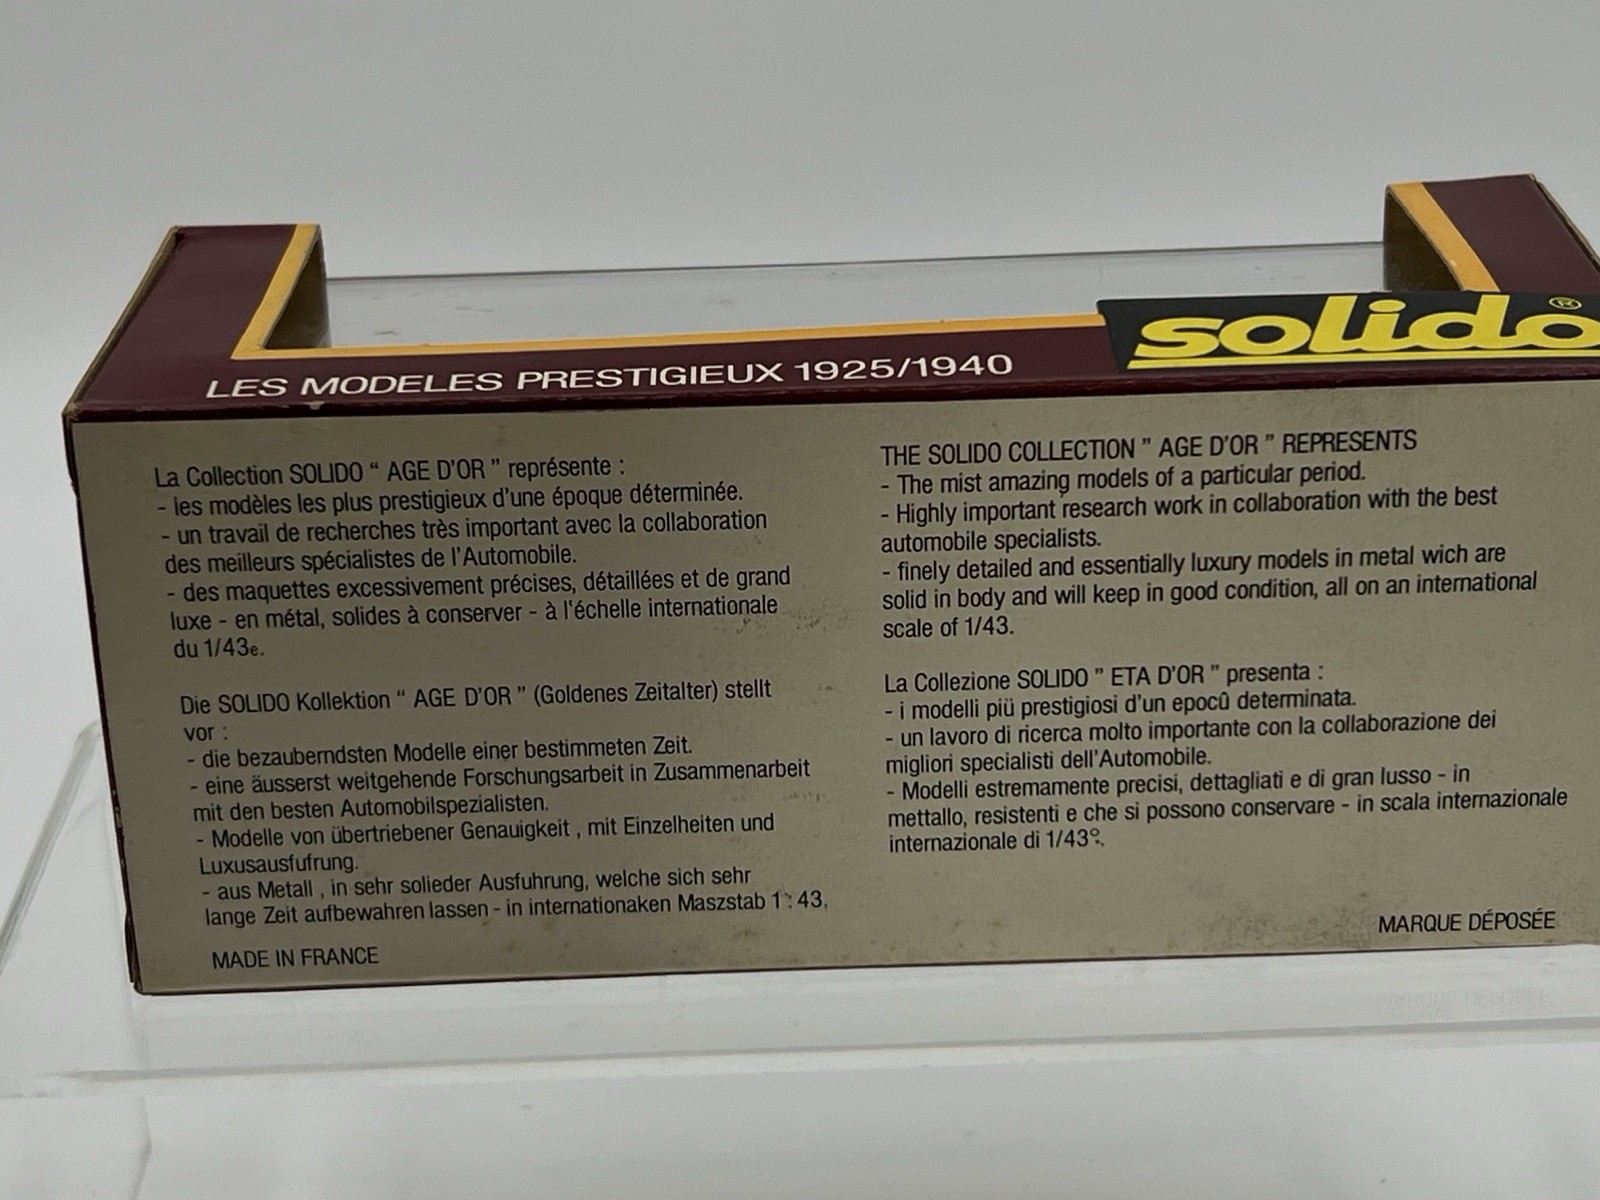 solido®
LES MODELES PRESTIGIEUX 1925/1940
La Collection SOLIDO “ AGE D'OR ” représente :
- les modèles les plus prestigieux d'une époque déterminée.
- un travail de recherches très important avec la collaboration
des meilleurs spécialistes de l'Automobile.
- des maquettes excessivement précises, détaillées et de grand
luxe - en métal, solides à conserver - à l'échelle internationale
du 1/43e.
Die SOLIDO Kollektion “ AGE D'OR ” (Goldenes Zeitalter) stellt
vor :
- die bezauberndsten Modelle einer bestimmeten Zeit.
- eine äusserst weitgehende Forschungsarbeit in Zusammenarbeit
mit den besten Automobilspezialisten.
- Modelle von übertriebener Genauigkeit , mit Einzelheiten und
Luxusausfufrung.
- aus Metall , in sehr solieder Ausfuhrung, welche sich sehr
lange Zeit aufbewahren lassen - in internationaken Maszstab 1 : 43.
MADE IN FRANCE
THE SOLIDO COLLECTION ” AGE D'OR ” REPRESENTS
- The mist amazing models of a particular period.
- Highly important research work in collaboration with the best
automobile specialists.
- finely detailed and essentially luxury models in metal wich are
solid in body and will keep in good condition, all on an international
scale of 1/43.
La Collezione SOLIDO ” ETA D'OR ” presenta :
- i modelli più prestigiosi d'un epocû determinata.
- un lavoro di ricerca molto importante con la collaborazione dei
migliori specialisti dell'Automobile.
- Modelli estremamente precisi, dettagliati e di gran lusso - in
mettallo, resistenti e che si possono conservare - in scala internazionale
internazionale di 1/43°.
MARQUE DÉPOSÉE